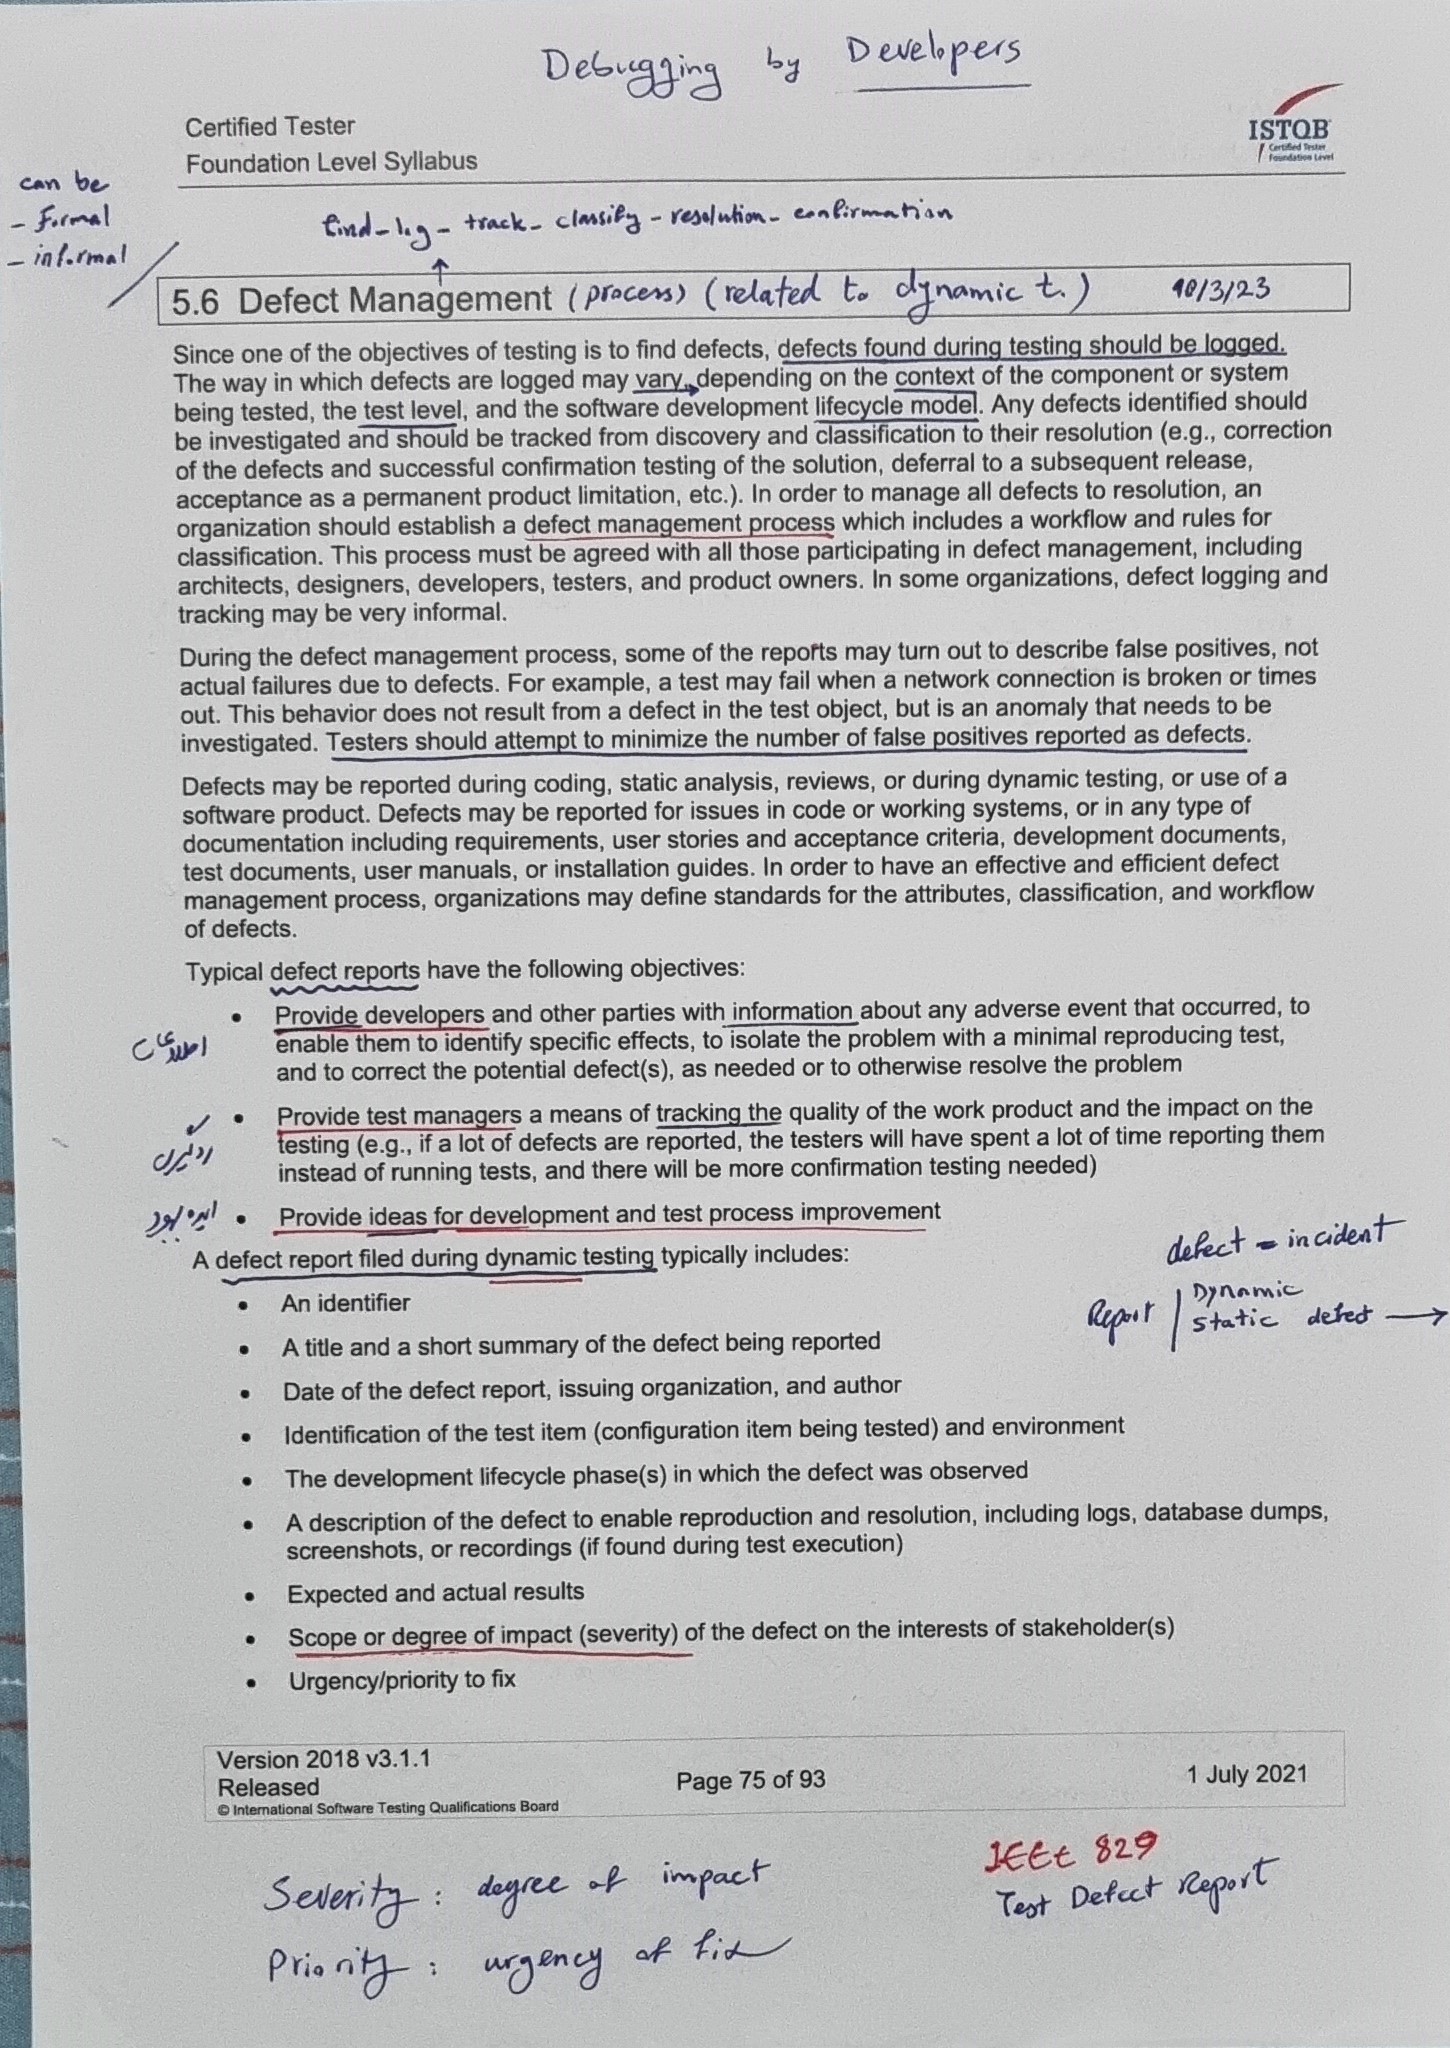 Debugging by Developers
Certified Tester
Foundation Level Syllabus
ISTQB
Certified Tester
Foundation Level
can be
- Formal
- informal
find - log - track - classify - resolution - confirmation
5.6 Defect Management (process) (related to dynamic t.) 10/3/23
Since one of the objectives of testing is to find defects, defects found during testing should be logged.
The way in which defects are logged may vary, depending on the context of the component or system
being tested, the test level, and the software development lifecycle model. Any defects identified should
be investigated and should be tracked from discovery and classification to their resolution (e.g., correction
of the defects and successful confirmation testing of the solution, deferral to a subsequent release,
acceptance as a permanent product limitation, etc.). In order to manage all defects to resolution, an
organization should establish a defect management process which includes a workflow and rules for
classification. This process must be agreed with all those participating in defect management, including
architects, designers, developers, testers, and product owners. In some organizations, defect logging and
tracking may be very informal.
During the defect management process, some of the reports may turn out to describe false positives, not
actual failures due to defects. For example, a test may fail when a network connection is broken or times
out. This behavior does not result from a defect in the test object, but is an anomaly that needs to be
investigated. Testers should attempt to minimize the number of false positives reported as defects.
Defects may be reported during coding, static analysis, reviews, or during dynamic testing, or use of a
software product. Defects may be reported for issues in code or working systems, or in any type of
documentation including requirements, user stories and acceptance criteria, development documents,
test documents, user manuals, or installation guides. In order to have an effective and efficient defect
management process, organizations may define standards for the attributes, classification, and workflow
of defects.
Typical defect reports have the following objectives:
• Provide developers and other parties with information about any adverse event that occurred, to
اطلاعات
enable them to identify specific effects, to isolate the problem with a minimal reproducing test,
and to correct the potential defect(s), as needed or to otherwise resolve the problem
• Provide test managers a means of tracking the quality of the work product and the impact on the
testing (e.g., if a lot of defects are reported, the testers will have spent a lot of time reporting them
instead of running tests, and there will be more confirmation testing needed)
• Provide ideas for development and test process improvement
A defect report filed during dynamic testing typically includes:
defect = incident
Report Dynamic
static defect →
• An identifier
• A title and a short summary of the defect being reported
• Date of the defect report, issuing organization, and author
• Identification of the test item (configuration item being tested) and environment
• The development lifecycle phase(s) in which the defect was observed
• A description of the defect to enable reproduction and resolution, including logs, database dumps,
screenshots, or recordings (if found during test execution)
• Expected and actual results
• Scope or degree of impact (severity) of the defect on the interests of stakeholder(s)
• Urgency/priority to fix
Version 2018 v3.1.1
Released
© International Software Testing Qualifications Board
Page 75 of 93
1 July 2021
IEEE 829
Test Defect Report
Severity : degree of impact
Priority : urgency of fix